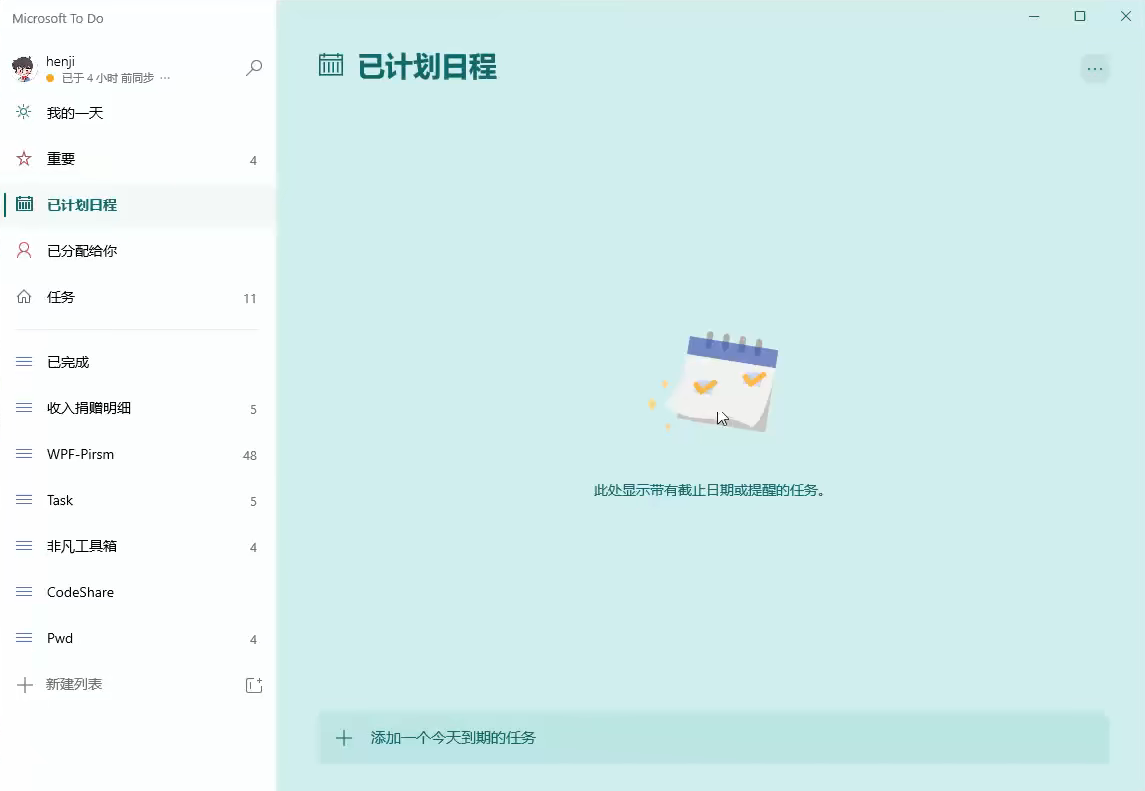 Microsoft To Do
henji
已于 4 小时 前同步 ···
我的一天
重要 4
已计划日程
已分配给你
任务 11
已完成
收入捐赠明细 5
WPF-Pirsm 48
Task 5
非凡工具箱 4
CodeShare
Pwd 4
新建列表
已计划日程
此处显示带有截止日期或提醒的任务。
添加一个今天到期的任务